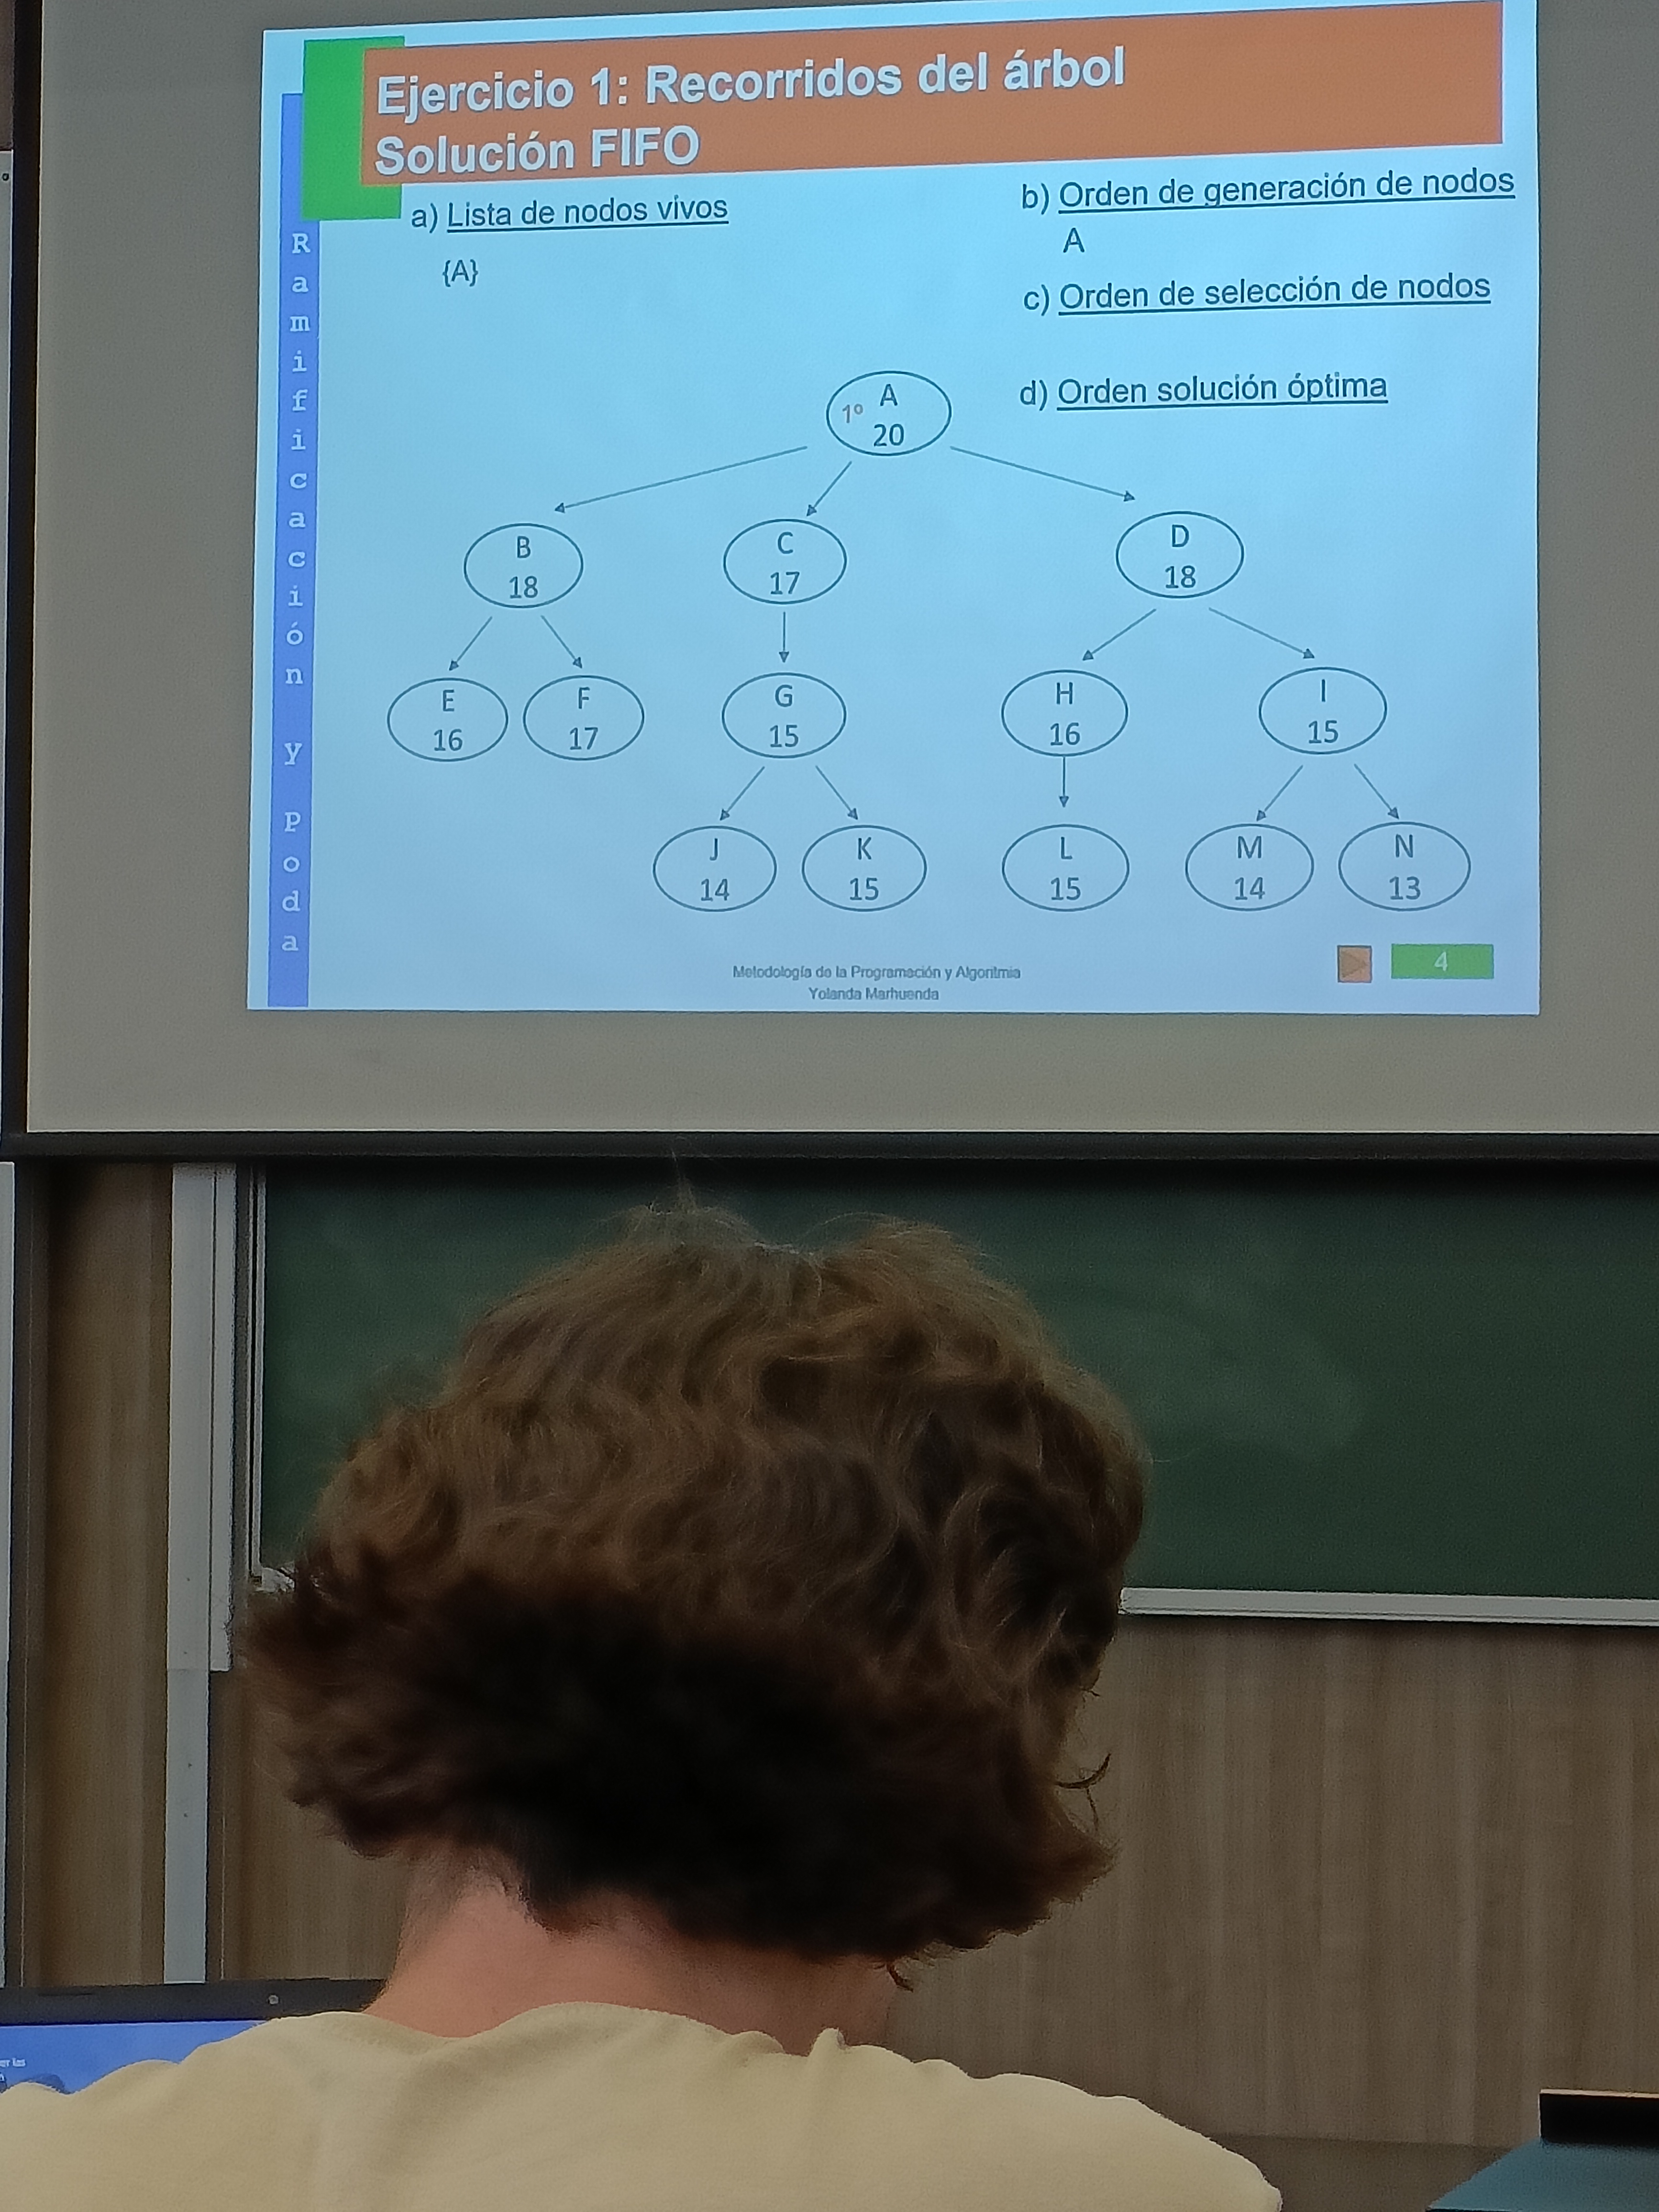 Ejercicio 1: Recorridos del árbol
Solución FIFO
Ramificación y Poda
a) Lista de nodos vivos
{A}
b) Orden de generación de nodos
A
c) Orden de selección de nodos
d) Orden solución óptima
1º A
20
B
18
C
17
D
18
E
16
F
17
G
15
H
16
I
15
J
14
K
15
L
15
M
14
N
13
Metodología de la Programación y Algoritmia
Yolanda Marhuenda
4